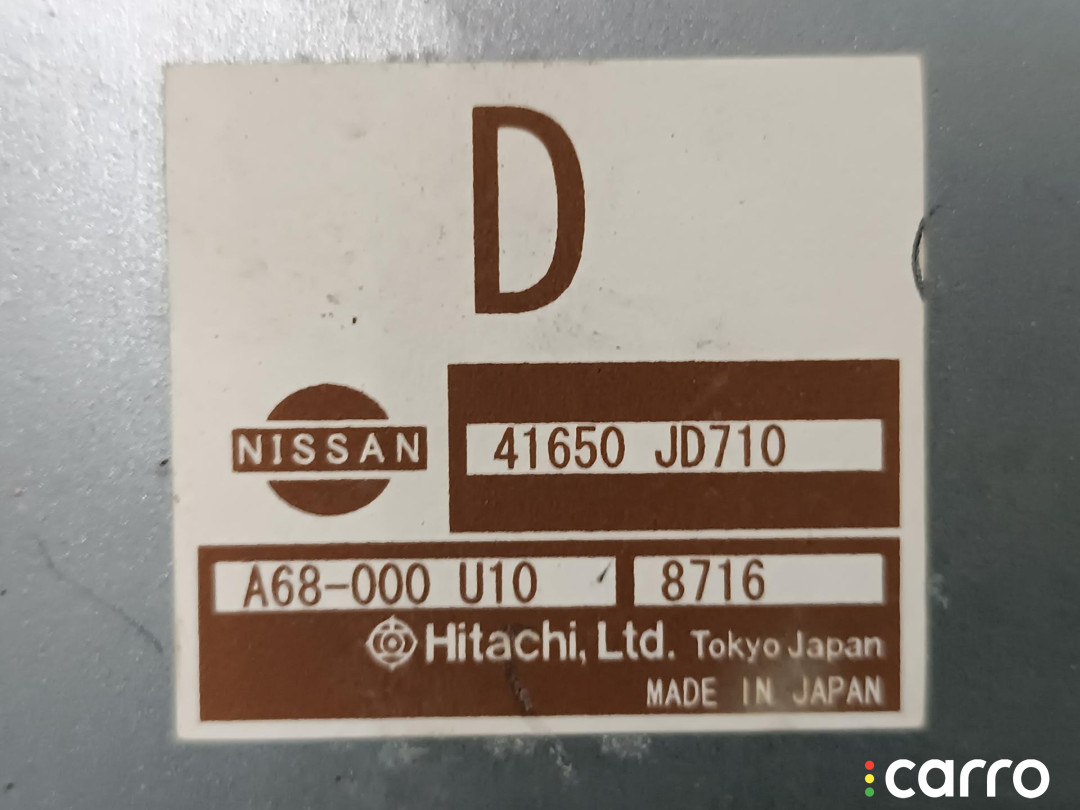 D
NISSAN
41650 JD710
A68-000 U10
8716
Hitachi, Ltd. Tokyo Japan
MADE IN JAPAN
carro